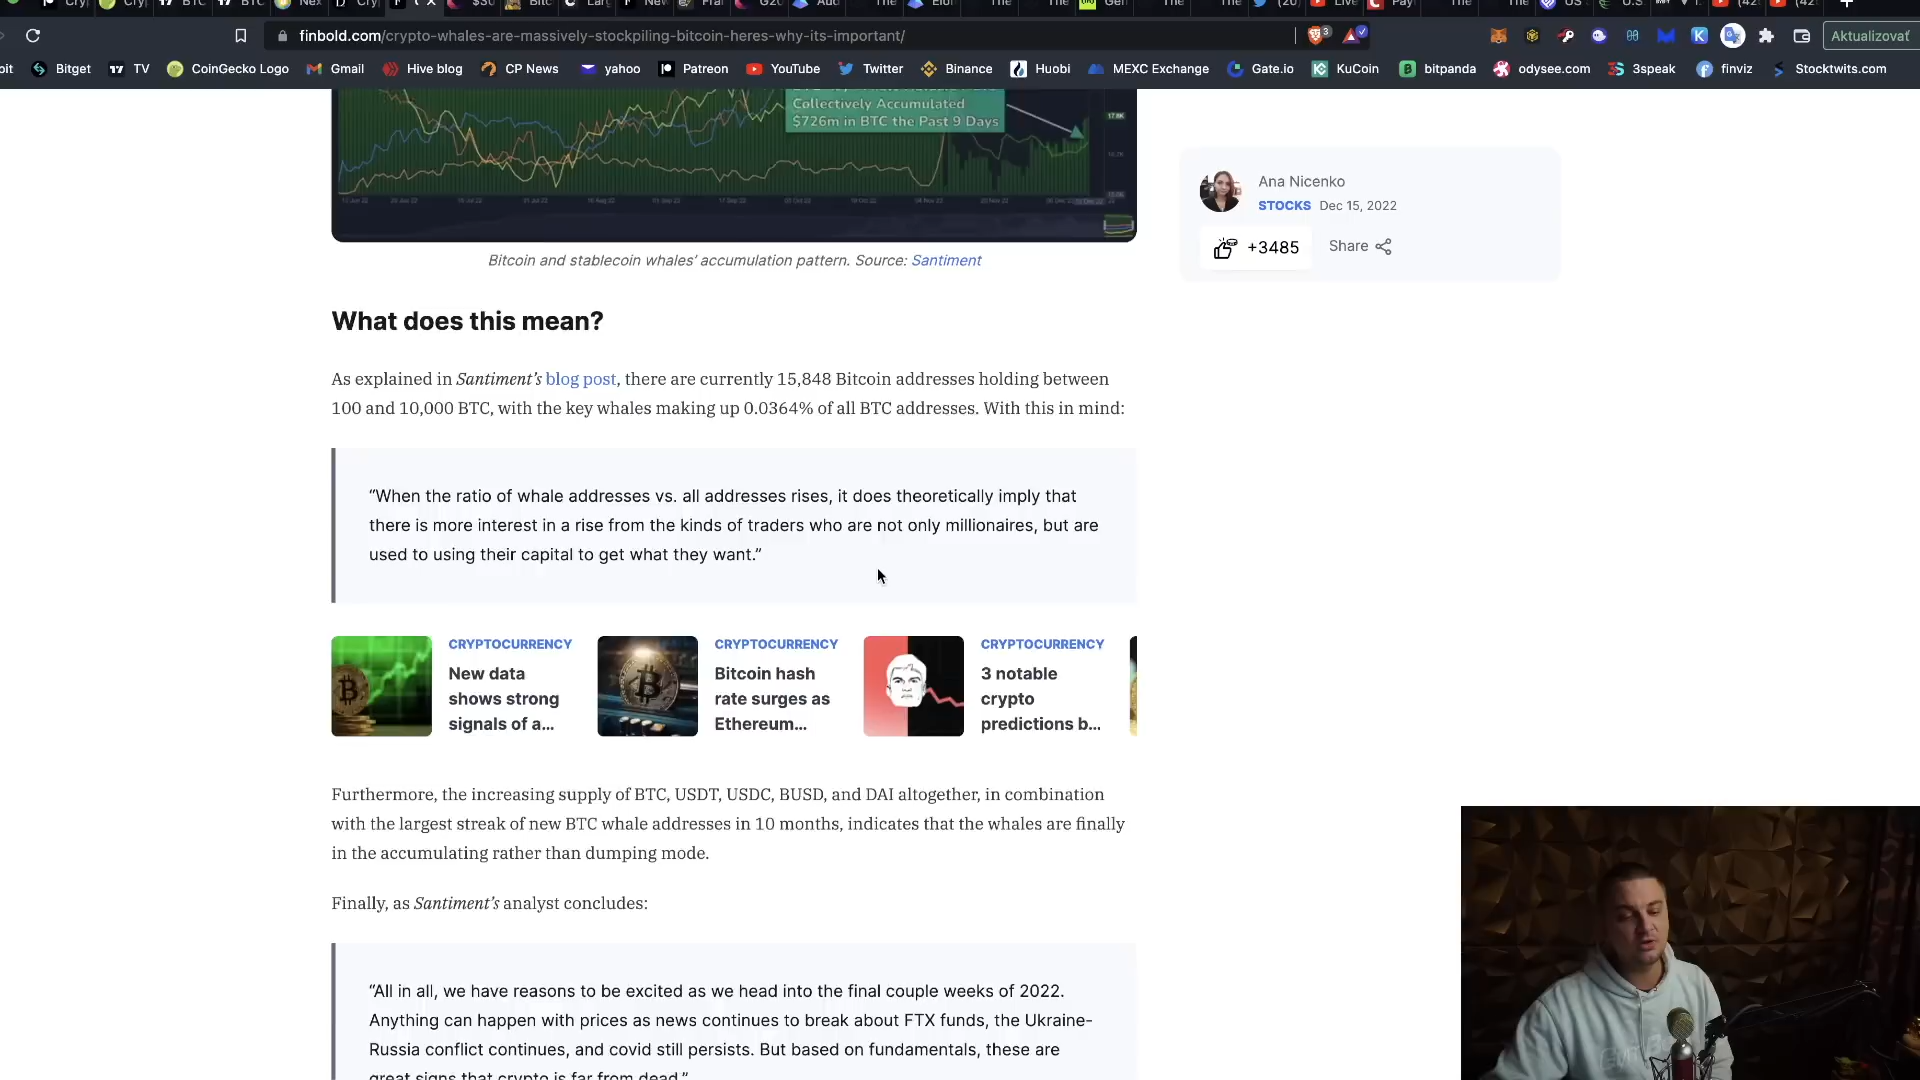 finbold.com/crypto-whales-are-massively-stockpiling-bitcoin-heres-why-its-important/
3
Aktualizovať
Bitget TV CoinGecko Logo Gmail Hive blog CP News yahoo Patreon YouTube Twitter Binance Huobi MEXC Exchange Gate.io KuCoin bitpanda odysee.com 3speak finviz Stocktwits.com
Collectively Accumulated
$726m in BTC the Past 9 Days
Bitcoin and stablecoin whales’ accumulation pattern. Source: Santiment
Ana Nicenko
STOCKS Dec 15, 2022
+3485 Share
What does this mean?
As explained in Santiment’s blog post, there are currently 15,848 Bitcoin addresses holding between
100 and 10,000 BTC, with the key whales making up 0.0364% of all BTC addresses. With this in mind:
“When the ratio of whale addresses vs. all addresses rises, it does theoretically imply that
there is more interest in a rise from the kinds of traders who are not only millionaires, but are
used to using their capital to get what they want.”
CRYPTOCURRENCY
New data
shows strong
signals of a...
CRYPTOCURRENCY
Bitcoin hash
rate surges as
Ethereum...
CRYPTOCURRENCY
3 notable
crypto
predictions b...
Furthermore, the increasing supply of BTC, USDT, USDC, BUSD, and DAI altogether, in combination
with the largest streak of new BTC whale addresses in 10 months, indicates that the whales are finally
in the accumulating rather than dumping mode.
Finally, as Santiment’s analyst concludes:
“All in all, we have reasons to be excited as we head into the final couple weeks of 2022.
Anything can happen with prices as news continues to break about FTX funds, the Ukraine-
Russia conflict continues, and covid still persists. But based on fundamentals, these are
great signs that crypto is far from dead.”